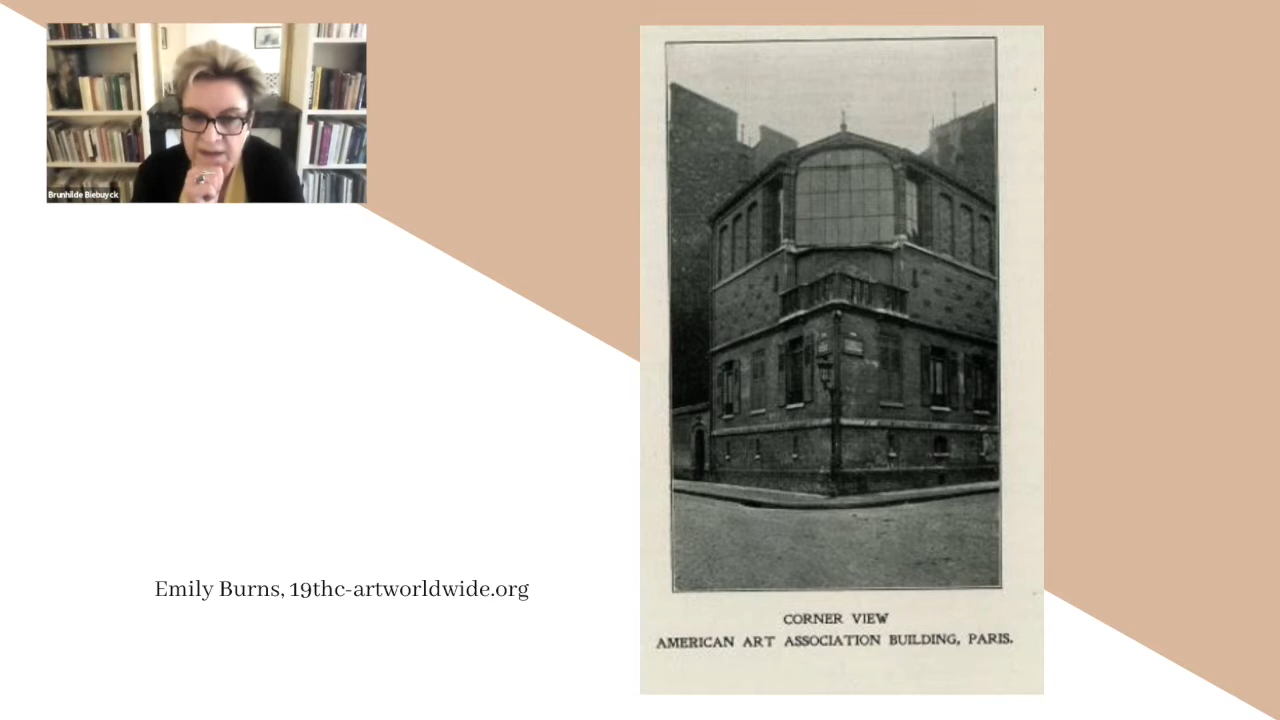 Brunhilde Biebuyck
Emily Burns, 19thc-artworldwide.org
CORNER VIEW
AMERICAN ART ASSOCIATION BUILDING, PARIS.